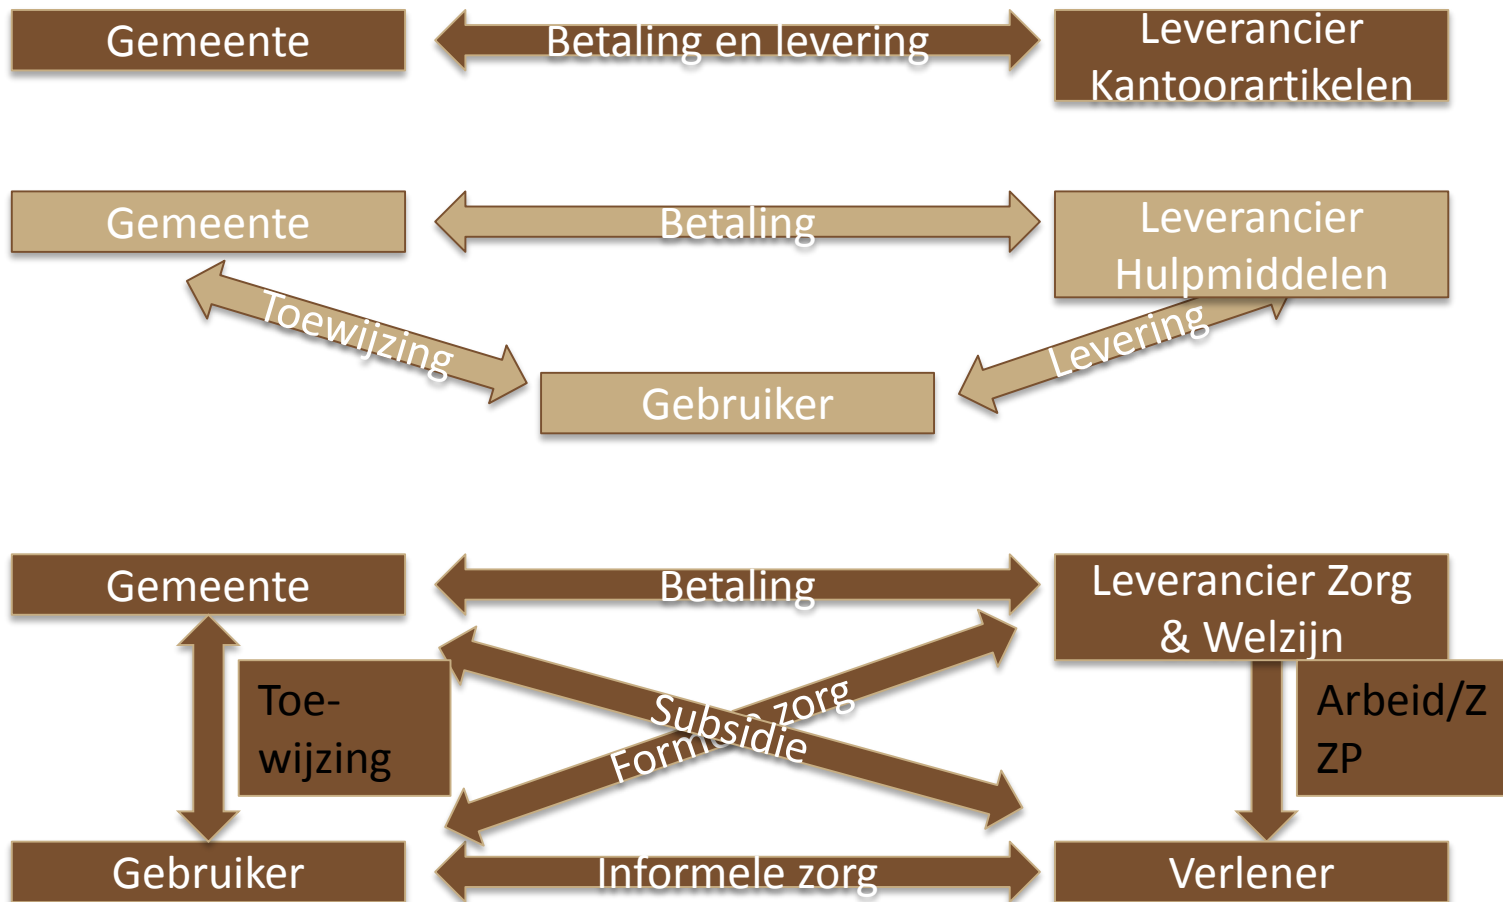 Gemeente
Betaling en levering
Leverancier
Kantoorartikelen
Gemeente
Betaling
Leverancier
Hulpmiddelen
Toewijzing
Levering
Gebruiker
Gemeente
Betaling
Leverancier Zorg
& Welzijn
Toe-
wijzing
Subsidie
zorg
Arbeid/Z
ZP
Gebruiker
Informele zorg
Verlener